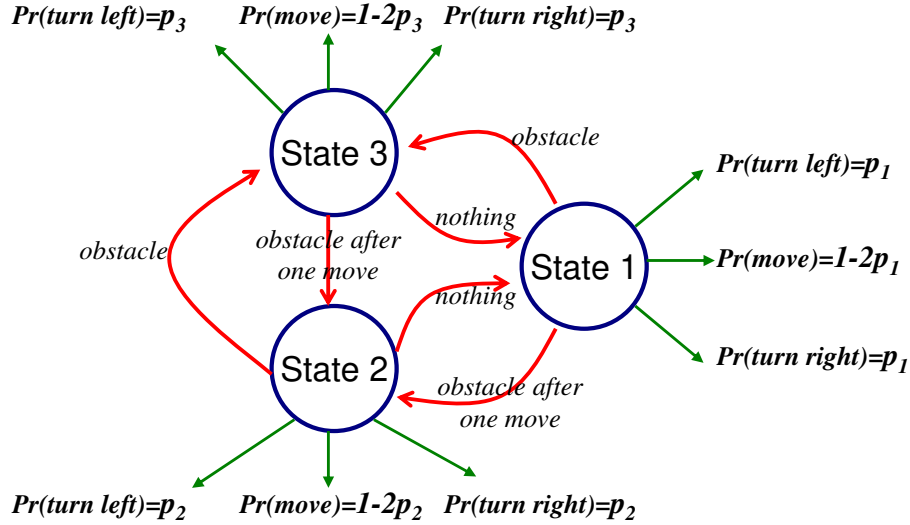 Pr(turn left)=p3 Pr(move)=1-2p3 Pr(turn right)=p3
State 3
obstacle
Pr(turn left)=p1
nothing
obstacle
obstacle after
one move
State 1
Pr(move)=1-2p1
nothing
Pr(turn right)=p1
State 2
obstacle after
one move
Pr(turn left)=p2 Pr(move)=1-2p2 Pr(turn right)=p2